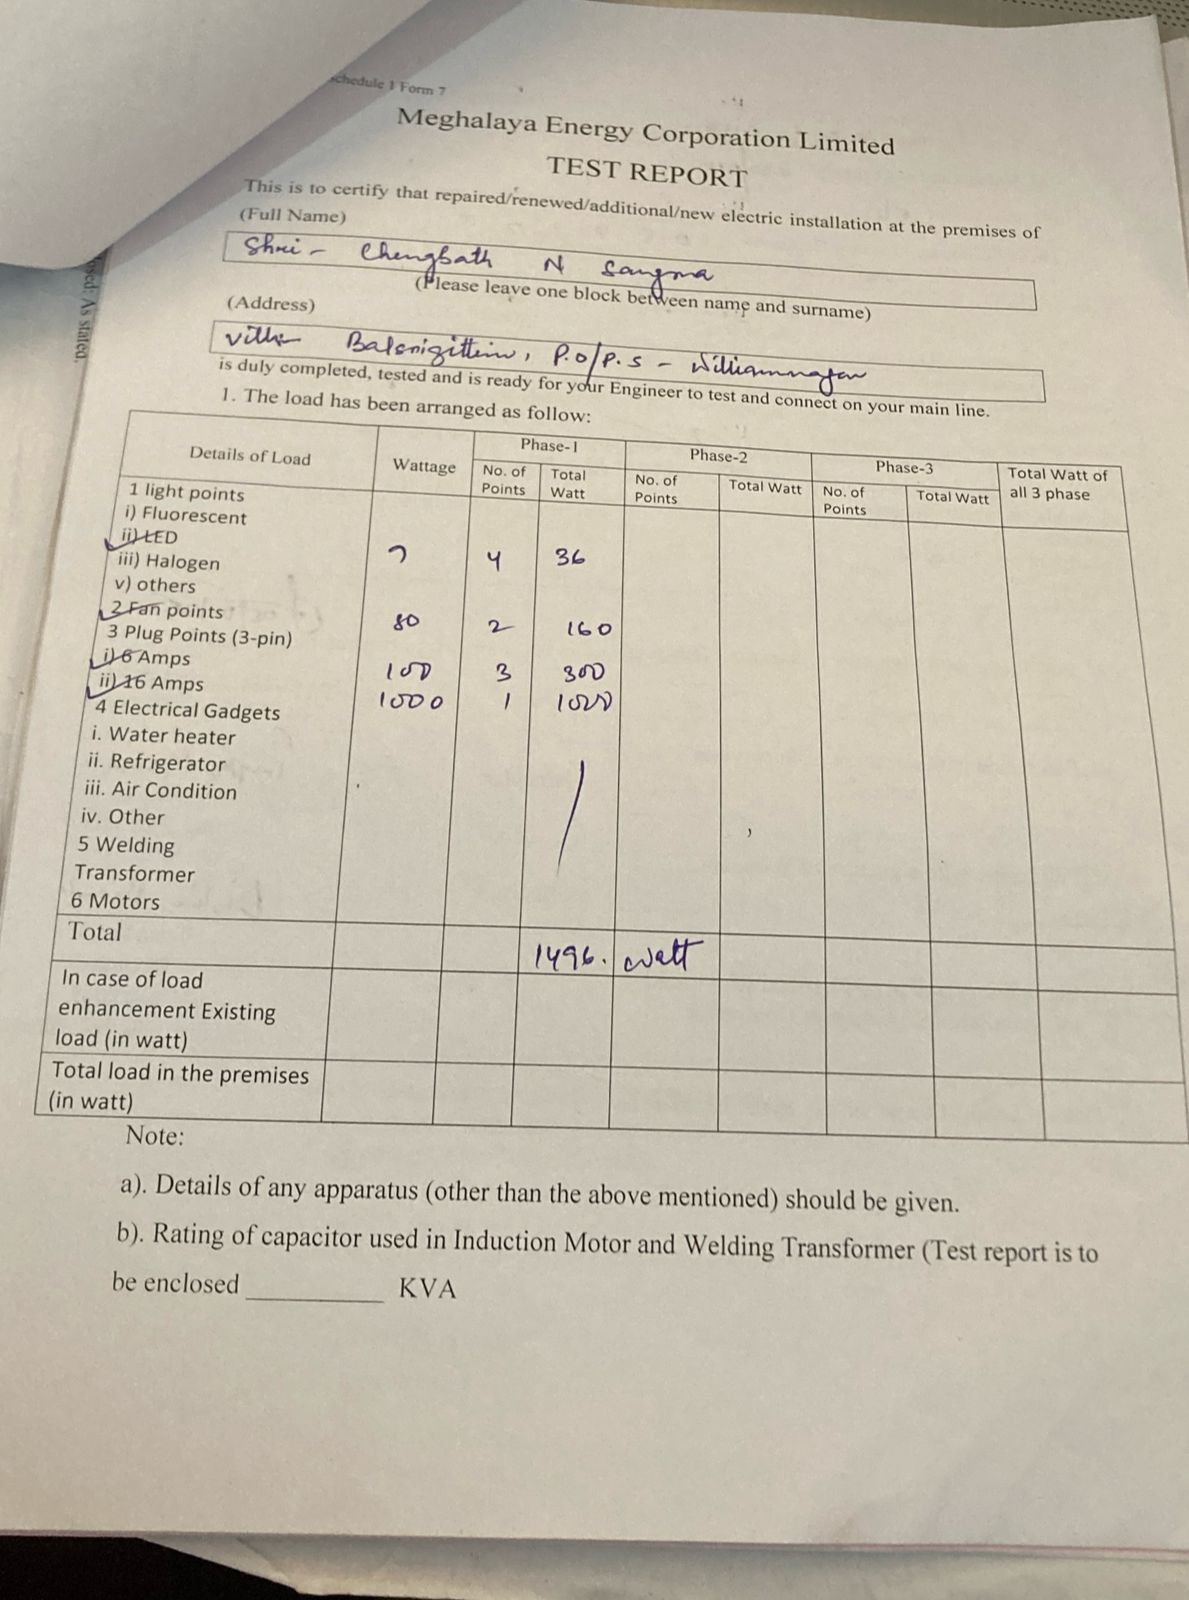 Schedule 1 Form 7
Meghalaya Energy Corporation Limited
TEST REPORT
This is to certify that repaired/renewed/additional/new electric installation at the premises of
(Full Name)
Shri - Chengbath N Sangma
(Please leave one block between name and surname)
(Address)
P.O/P.S - Williamnagar
is duly completed, tested and is ready for your Engineer to test and connect on your main line.
1. The load has been arranged as follow:
Details of Load Wattage Phase-1 Phase-2 Phase-3 Total Watt of all 3 phase
No. of Points Total Watt No. of Points Total Watt No. of Points Total Watt
1 light points
i) Fluorescent
ii) LED
iii) Halogen 4 36
v) others
2 Fan points 80 2 160
3 Plug Points (3-pin)
i) 6 Amps 100 3 300
ii) 16 Amps 1000 1 1000
4 Electrical Gadgets
i. Water heater
ii. Refrigerator
iii. Air Condition
iv. Other
5 Welding
Transformer
6 Motors
Total 1496. watt
In case of load
enhancement Existing
load (in watt)
Total load in the premises
(in watt)
Note:
a). Details of any apparatus (other than the above mentioned) should be given.
b). Rating of capacitor used in Induction Motor and Welding Transformer (Test report is to
be enclosed __________ KVA
As stated.